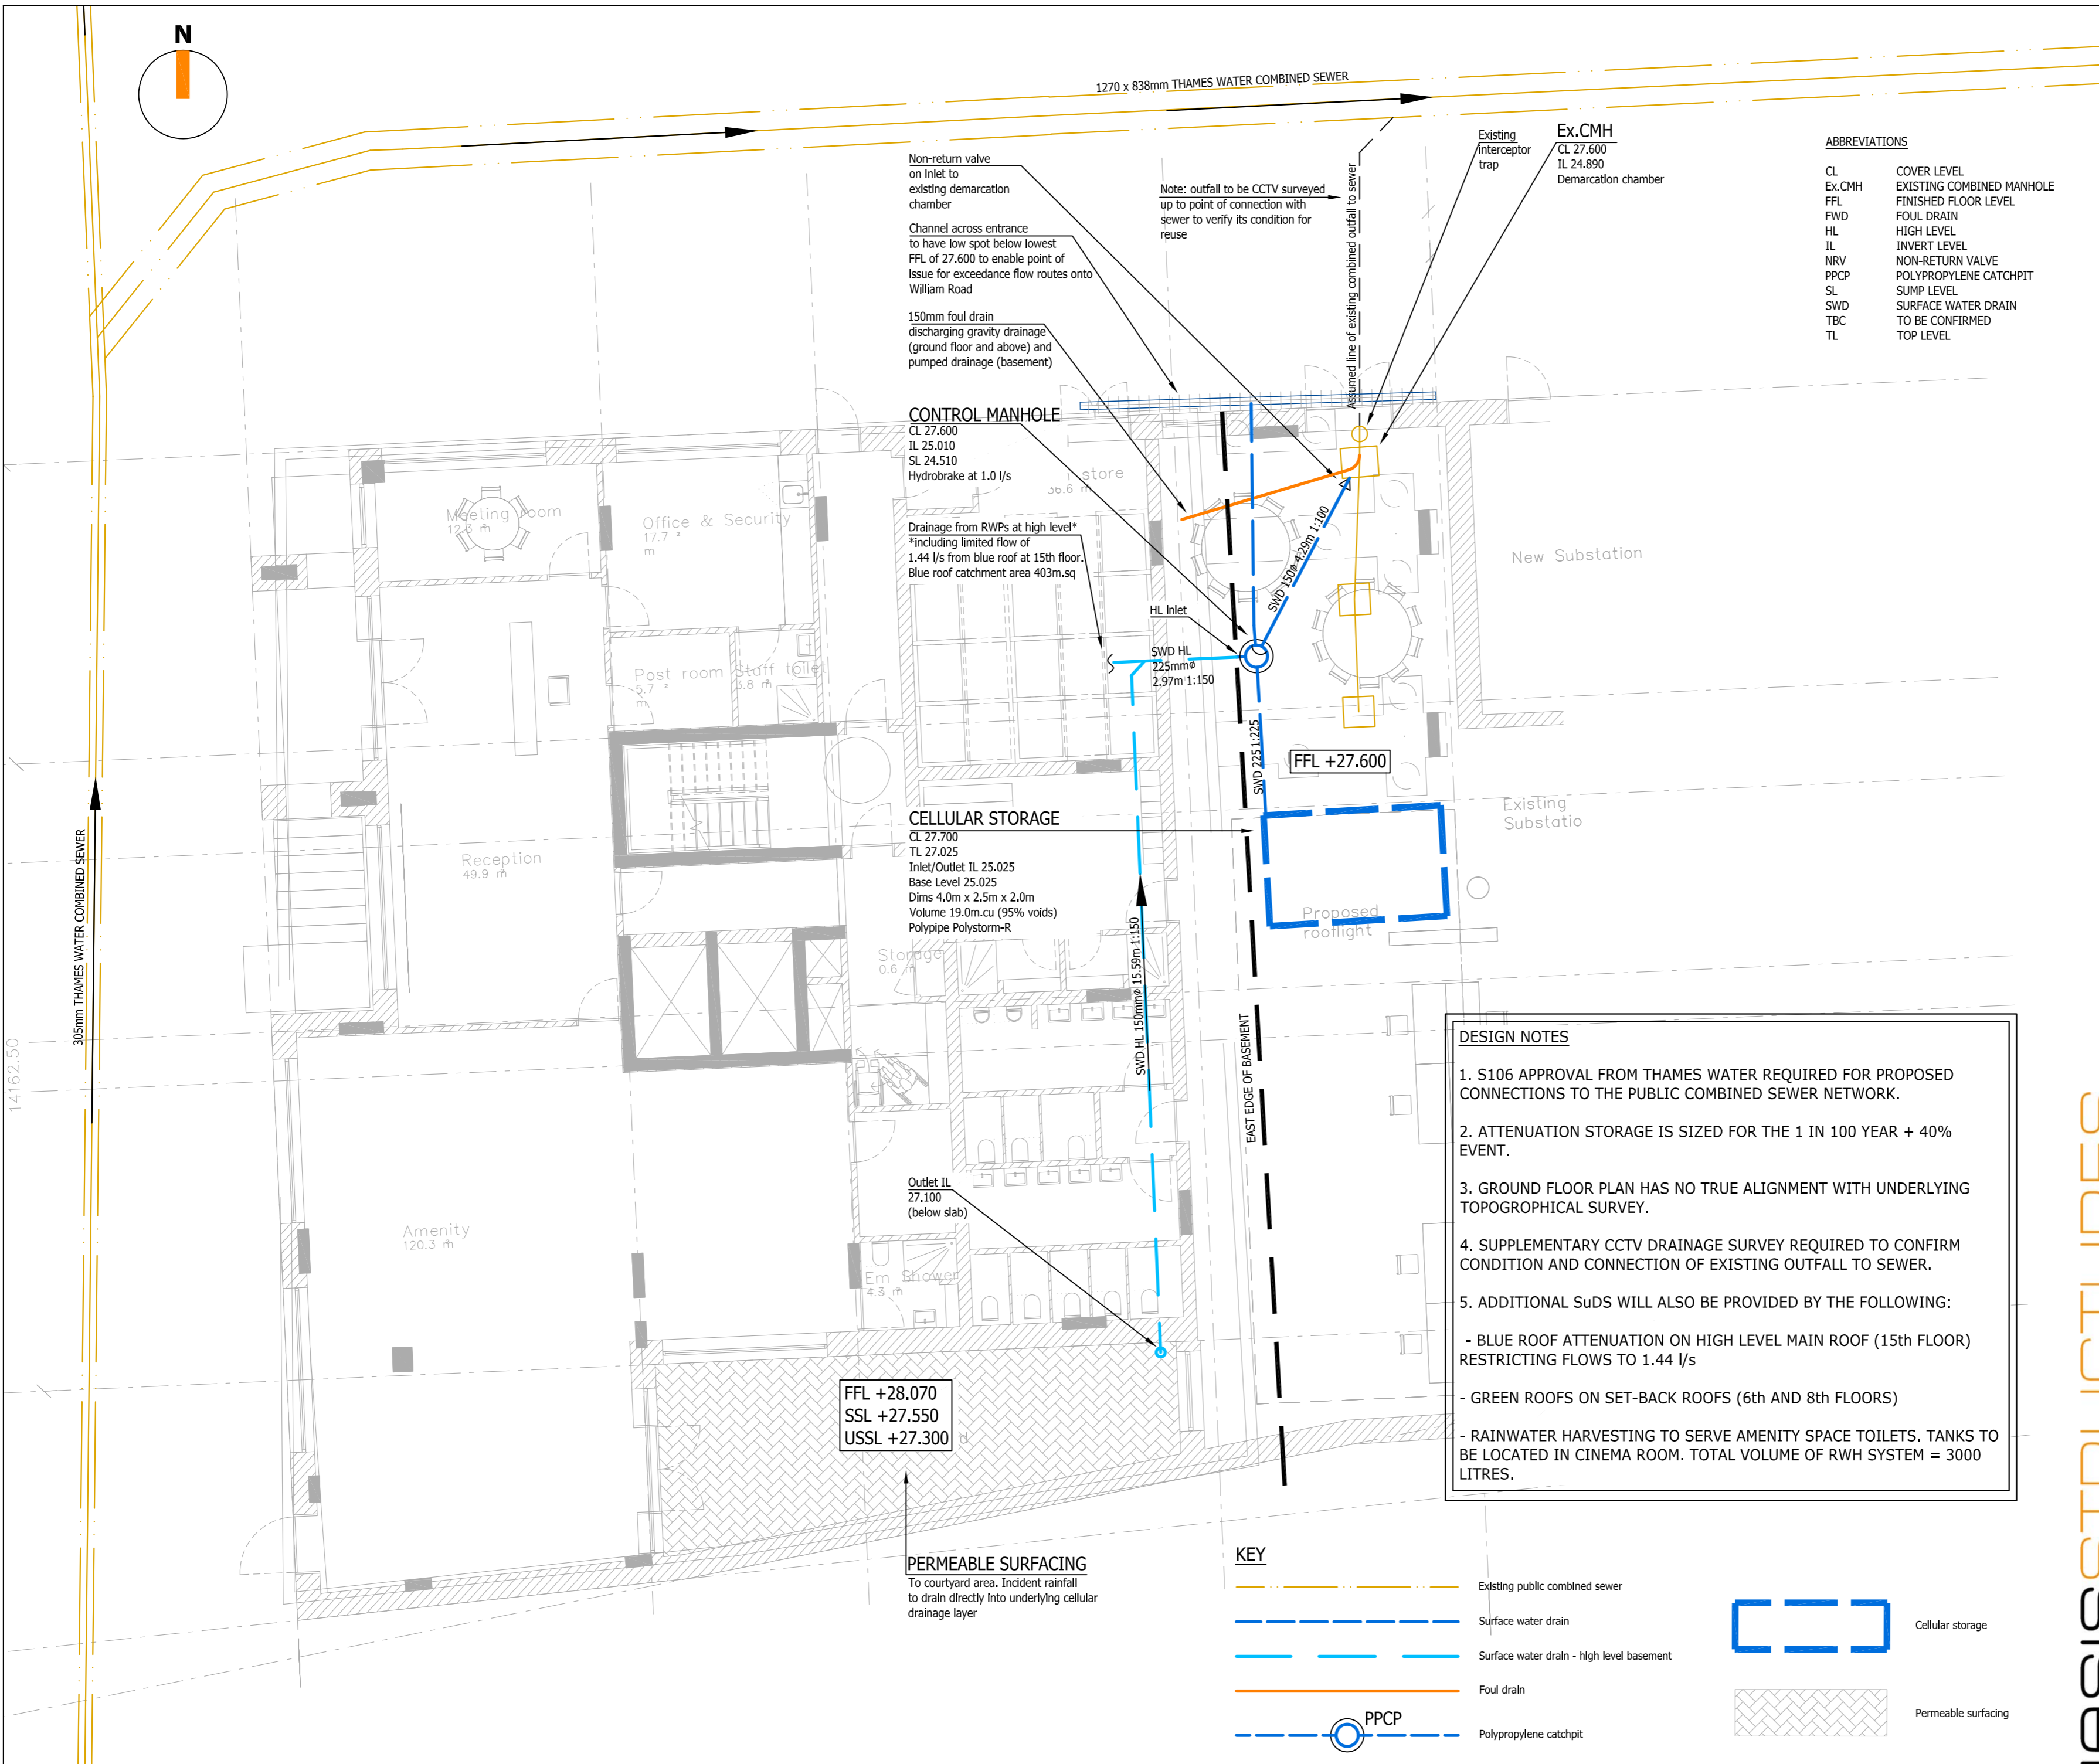 N
1270 x 838mm THAMES WATER COMBINED SEWER
305mm THAMES WATER COMBINED SEWER
14162.50
Non-return valve
on inlet to
existing demarcation
chamber
Channel across entrance
to have low spot below lowest
FFL of 27.600 to enable point of
issue for exceedance flow routes onto
William Road
150mm foul drain
discharging gravity drainage
(ground floor and above) and
pumped drainage (basement)
CONTROL MANHOLE
CL 27.600
IL 25.010
SL 24,510
Hydrobrake at 1.0 l/s
Drainage from RWPs at high level*
*including limited flow of
1.44 l/s from blue roof at 15th floor.
Blue roof catchment area 403m.sq
HL inlet
SWD HL
225mmø
2.97m 1:150
Note: outfall to be CCTV surveyed
up to point of connection with
sewer to verify its condition for
reuse
Assumed line of existing combined outfall to sewer
Existing
interceptor
trap
Ex.CMH
CL 27.600
IL 24.890
Demarcation chamber
ABBREVIATIONS
CL COVER LEVEL
Ex.CMH EXISTING COMBINED MANHOLE
FFL FINISHED FLOOR LEVEL
FWD FOUL DRAIN
HL HIGH LEVEL
IL INVERT LEVEL
NRV NON-RETURN VALVE
PPCP POLYPROPYLENE CATCHPIT
SL SUMP LEVEL
SWD SURFACE WATER DRAIN
TBC TO BE CONFIRMED
TL TOP LEVEL
Meeting room
12.3 m
Office & Security
17.7 ²
m
store
36.6 m
Post room
5.7 ²
m
Staff toilet
3.8 m²
New Substation
SWD 150ø 4.29m 1:100
SWD 225 1:225
FFL +27.600
CELLULAR STORAGE
CL 27.700
TL 27.025
Inlet/Outlet IL 25.025
Base Level 25.025
Dims 4.0m x 2.5m x 2.0m
Volume 19.0m.cu (95% voids)
Polypipe Polystorm-R
Reception
49.9 m²
Existing
Substatio
Proposed
rooflight
Storage
0.6 m²
SWD HL 150mmø 15.59m 1:150
EAST EDGE OF BASEMENT
Outlet IL
27.100
(below slab)
Amenity
120.3 m²
Em Shower
4.3 m²
FFL +28.070
SSL +27.550
USSL +27.300
d
PERMEABLE SURFACING
To courtyard area. Incident rainfall
to drain directly into underlying cellular
drainage layer
DESIGN NOTES
1. S106 APPROVAL FROM THAMES WATER REQUIRED FOR PROPOSED
CONNECTIONS TO THE PUBLIC COMBINED SEWER NETWORK.
2. ATTENUATION STORAGE IS SIZED FOR THE 1 IN 100 YEAR + 40%
EVENT.
3. GROUND FLOOR PLAN HAS NO TRUE ALIGNMENT WITH UNDERLYING
TOPOGROPHICAL SURVEY.
4. SUPPLEMENTARY CCTV DRAINAGE SURVEY REQUIRED TO CONFIRM
CONDITION AND CONNECTION OF EXISTING OUTFALL TO SEWER.
5. ADDITIONAL SuDS WILL ALSO BE PROVIDED BY THE FOLLOWING:
- BLUE ROOF ATTENUATION ON HIGH LEVEL MAIN ROOF (15th FLOOR)
RESTRICTING FLOWS TO 1.44 l/s
- GREEN ROOFS ON SET-BACK ROOFS (6th AND 8th FLOORS)
- RAINWATER HARVESTING TO SERVE AMENITY SPACE TOILETS. TANKS TO
BE LOCATED IN CINEMA ROOM. TOTAL VOLUME OF RWH SYSTEM = 3000
LITRES.
KEY
Existing public combined sewer
Surface water drain
Surface water drain - high level basement
Foul drain
PPCP
Polypropylene catchpit
Cellular storage
Permeable surfacing